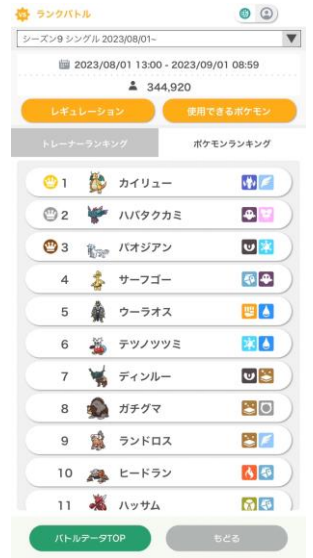 ランクバトル
シーズン9 シングル 2023/08/01~
2023/08/01 13:00 - 2023/09/01 08:59
344,920
レギュレーション 使用できるポケモン
トレーナーランキング ポケモンランキング
1 カイリュー
2 ハバタクカミ
3 パオジアン
4 サーフゴー
5 ウーラオス
6 テツノツツミ
7 ディンルー
8 ガチグマ
9 ランドロス
10 ヒードラン
11 ハッサム
バトルデータTOP もどる